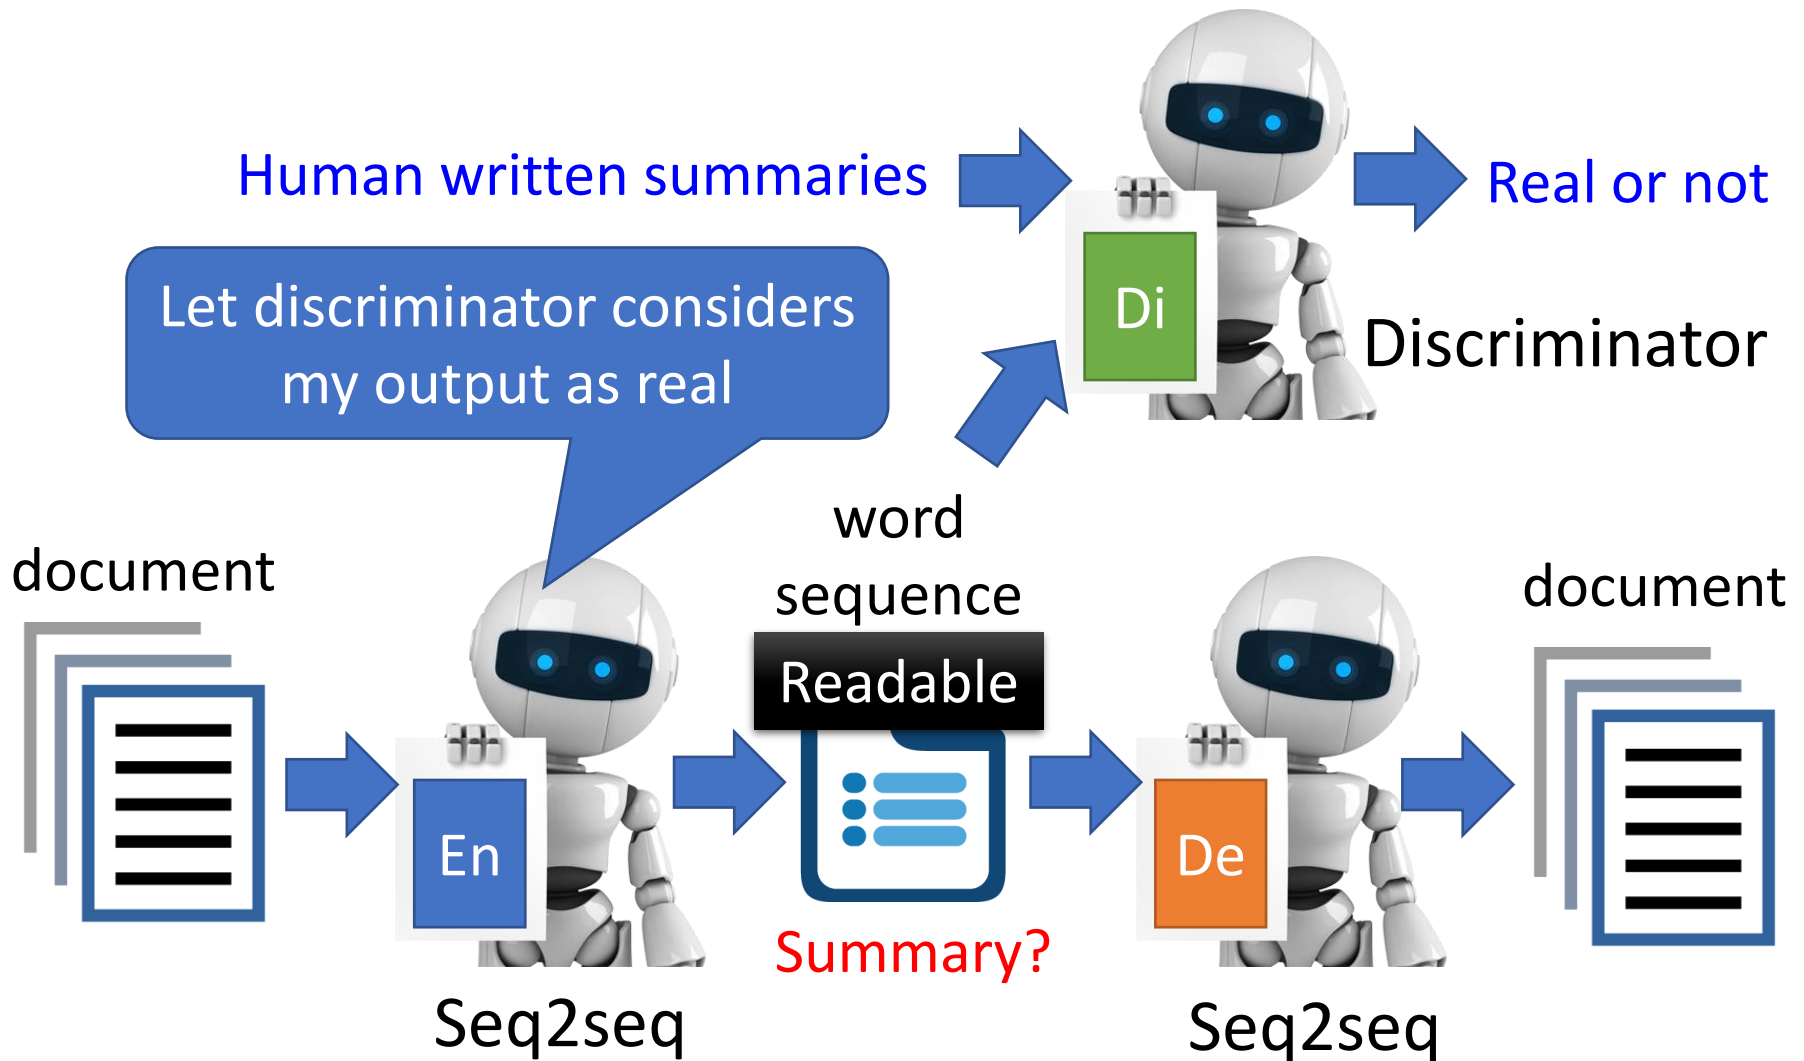 Human written summaries
Real or not
Di
Let discriminator considers
my output as real
Discriminator
word
sequence
document
document
Readable
En
De
Summary?
Seq2seq
Seq2seq